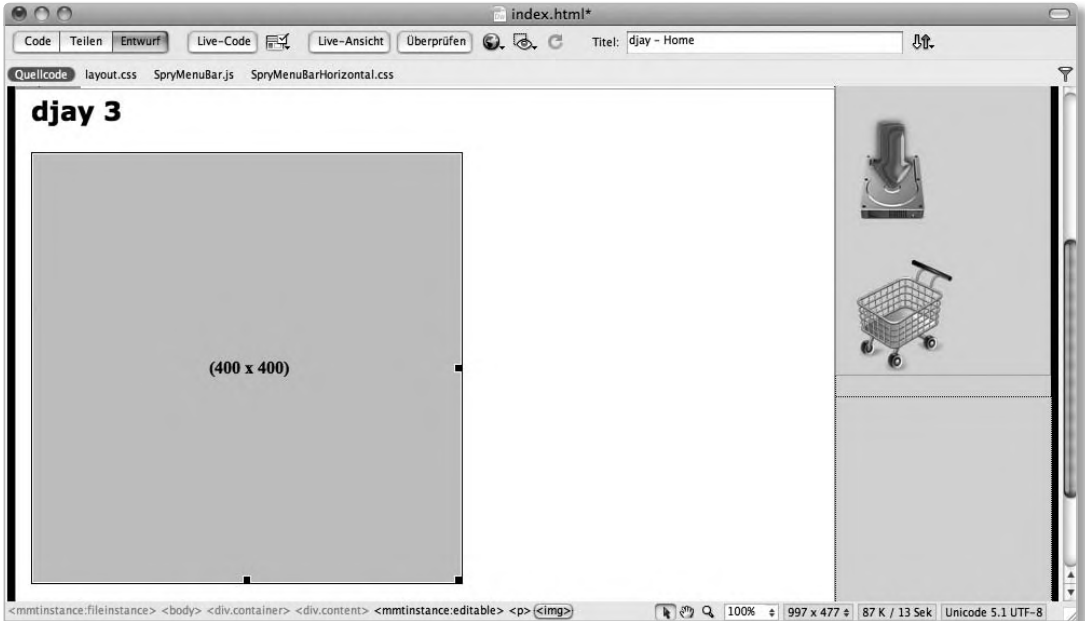 index.html*
Code Teilen Entwurf Live-Code Live-Ansicht Überprüfen Titel: djay - Home
Quellcode layout.css SpryMenuBar.js SpryMenuBarHorizontal.css
djay 3
(400 x 400)
<mmtinstance:fileinstance> <body> <div.container> <div.content> <mmtinstance:editable> <p> <img> 100% 997 x 477 87 K / 13 Sek Unicode 5.1 UTF-8